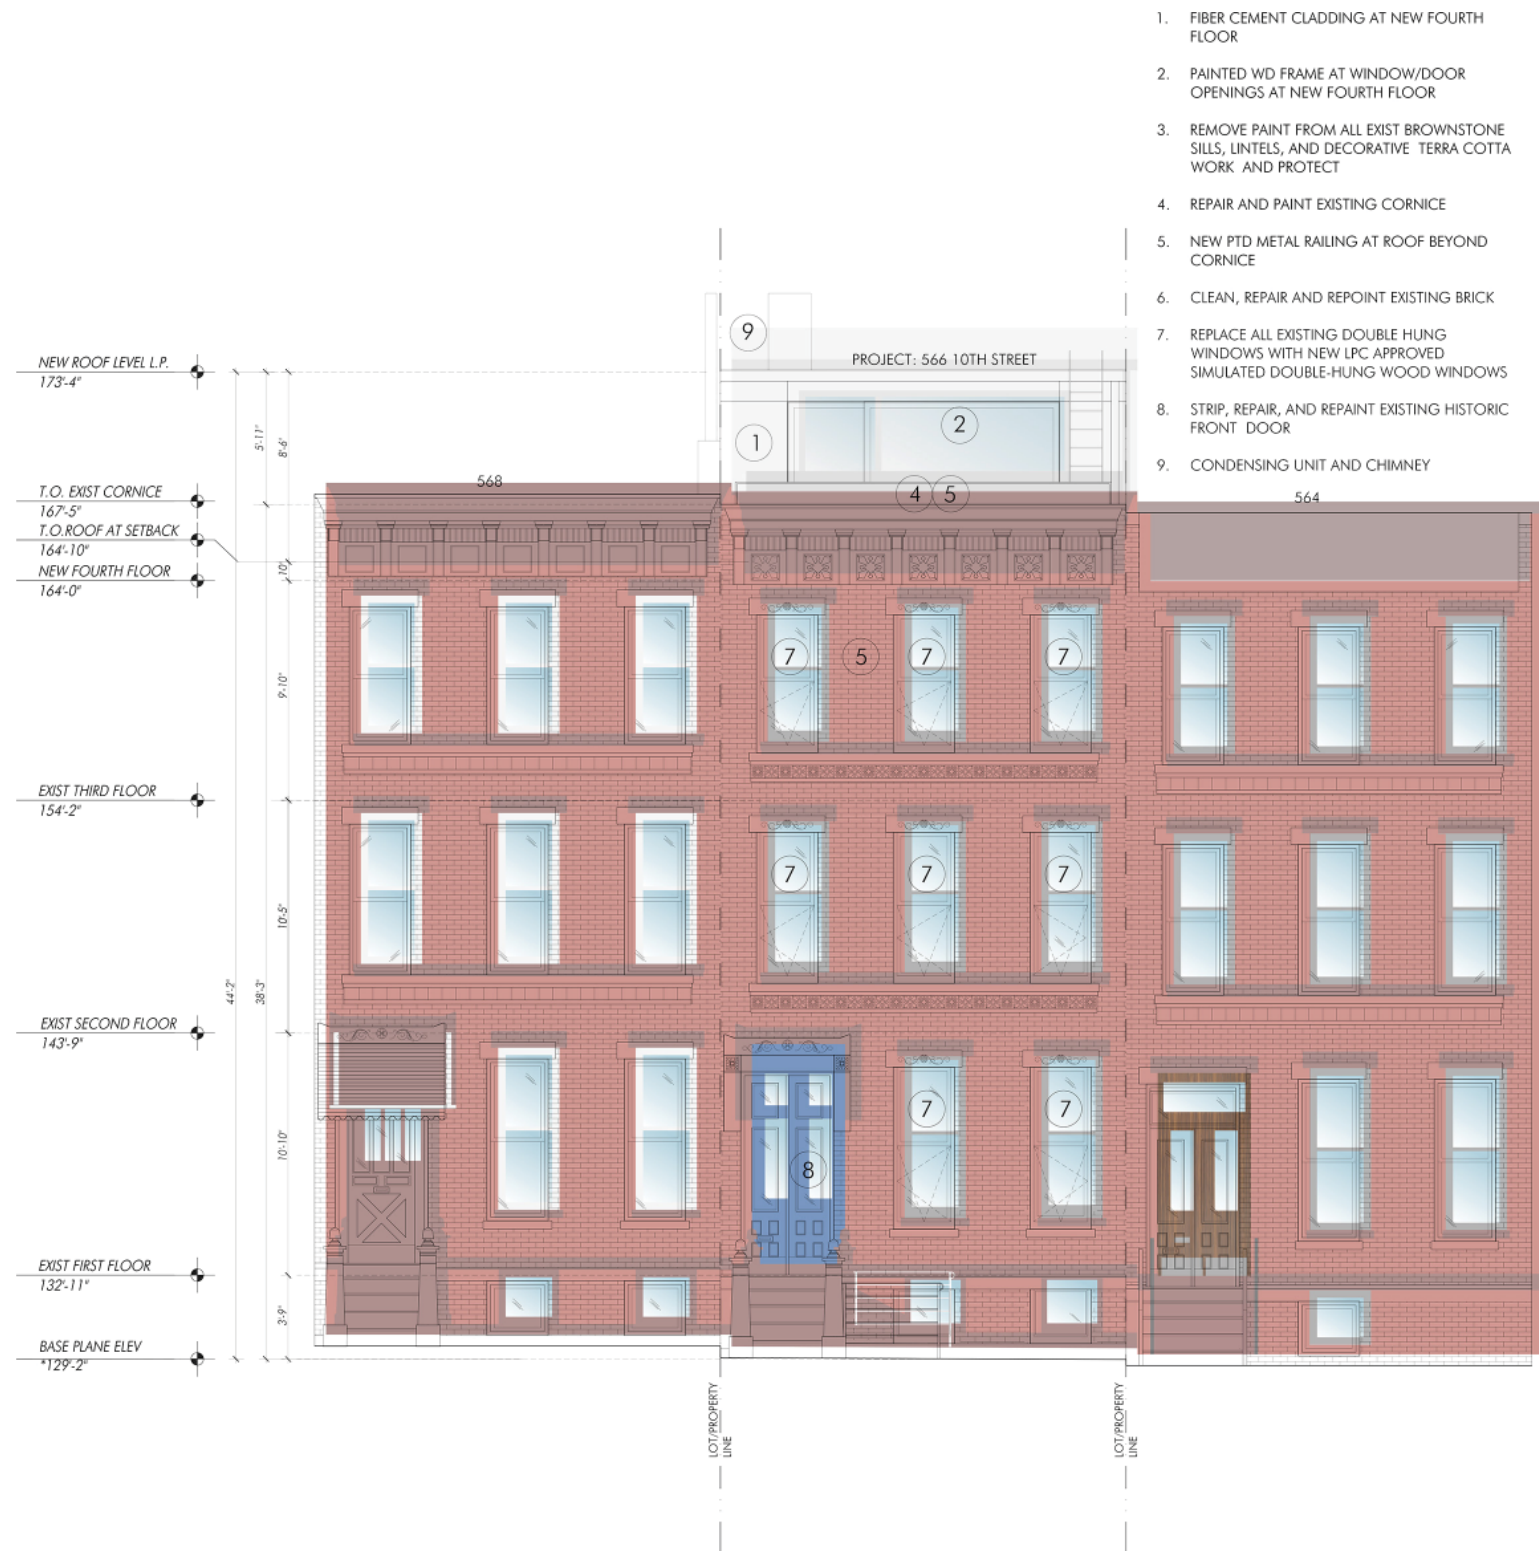 1. FIBER CEMENT CLADDING AT NEW FOURTH
FLOOR
2. PAINTED WD FRAME AT WINDOW/DOOR
OPENINGS AT NEW FOURTH FLOOR
3. REMOVE PAINT FROM ALL EXIST BROWNSTONE
SILLS, LINTELS, AND DECORATIVE TERRA COTTA
WORK AND PROTECT
4. REPAIR AND PAINT EXISTING CORNICE
5. NEW PTD METAL RAILING AT ROOF BEYOND
CORNICE
6. CLEAN, REPAIR AND REPOINT EXISTING BRICK
7. REPLACE ALL EXISTING DOUBLE HUNG
WINDOWS WITH NEW LPC APPROVED
SIMULATED DOUBLE-HUNG WOOD WINDOWS
8. STRIP, REPAIR, AND REPAINT EXISTING HISTORIC
FRONT DOOR
9. CONDENSING UNIT AND CHIMNEY
9
PROJECT: 566 10TH STREET
NEW ROOF LEVEL L.P.
173'-4"
5'-11"
8'-6"
1
2
568
4 5
564
T.O. EXIST CORNICE
167'-5"
T.O.ROOF AT SETBACK
164'-10"
NEW FOURTH FLOOR
164'-0"
10"
7 5 7 7
9'-10"
EXIST THIRD FLOOR
154'-2"
7 7 7
10'-5"
44'-2"
38'-3"
EXIST SECOND FLOOR
143'-9"
7 7
10'-10"
8
EXIST FIRST FLOOR
132'-11"
3'-9"
BASE PLANE ELEV
*129'-2"
LOT/PROPERTY
LINE
LOT/PROPERTY
LINE